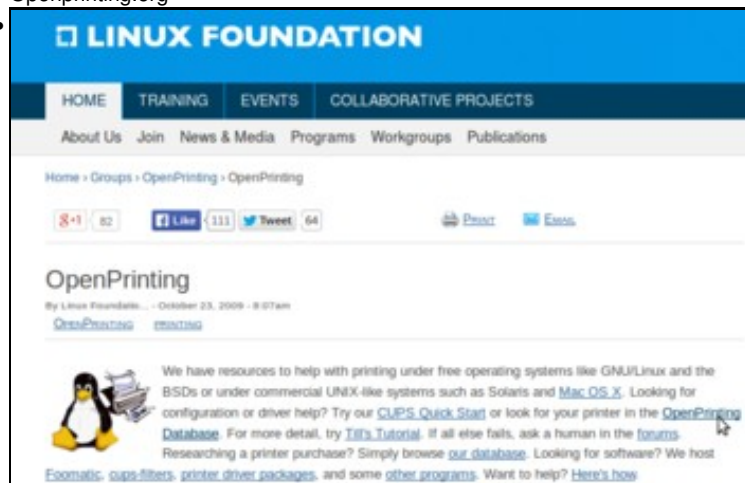 Openprinting.org
LINUX FOUNDATION
HOME TRAINING EVENTS COLLABORATIVE PROJECTS
About Us Join News & Media Programs Workgroups Publications
Home › Groups › OpenPrinting › OpenPrinting
g+1 82 Like 111 Tweet 64 PRINT EMAIL
OpenPrinting
By Linux Foundatio... - October 23, 2009 - 8:07am
OPENPRINTING PRINTING
We have resources to help with printing under free operating systems like GNU/Linux and the
BSDs or under commercial UNIX-like systems such as Solaris and Mac OS X. Looking for
configuration or driver help? Try our CUPS Quick Start or look for your printer in the OpenPrinting
Database. For more detail, try Till's Tutorial. If all else fails, ask a human in the forums.
Researching a printer purchase? Simply browse our database. Looking for software? We host
Foomatic, cups-filters, printer driver packages, and some other programs. Want to help? Here's how